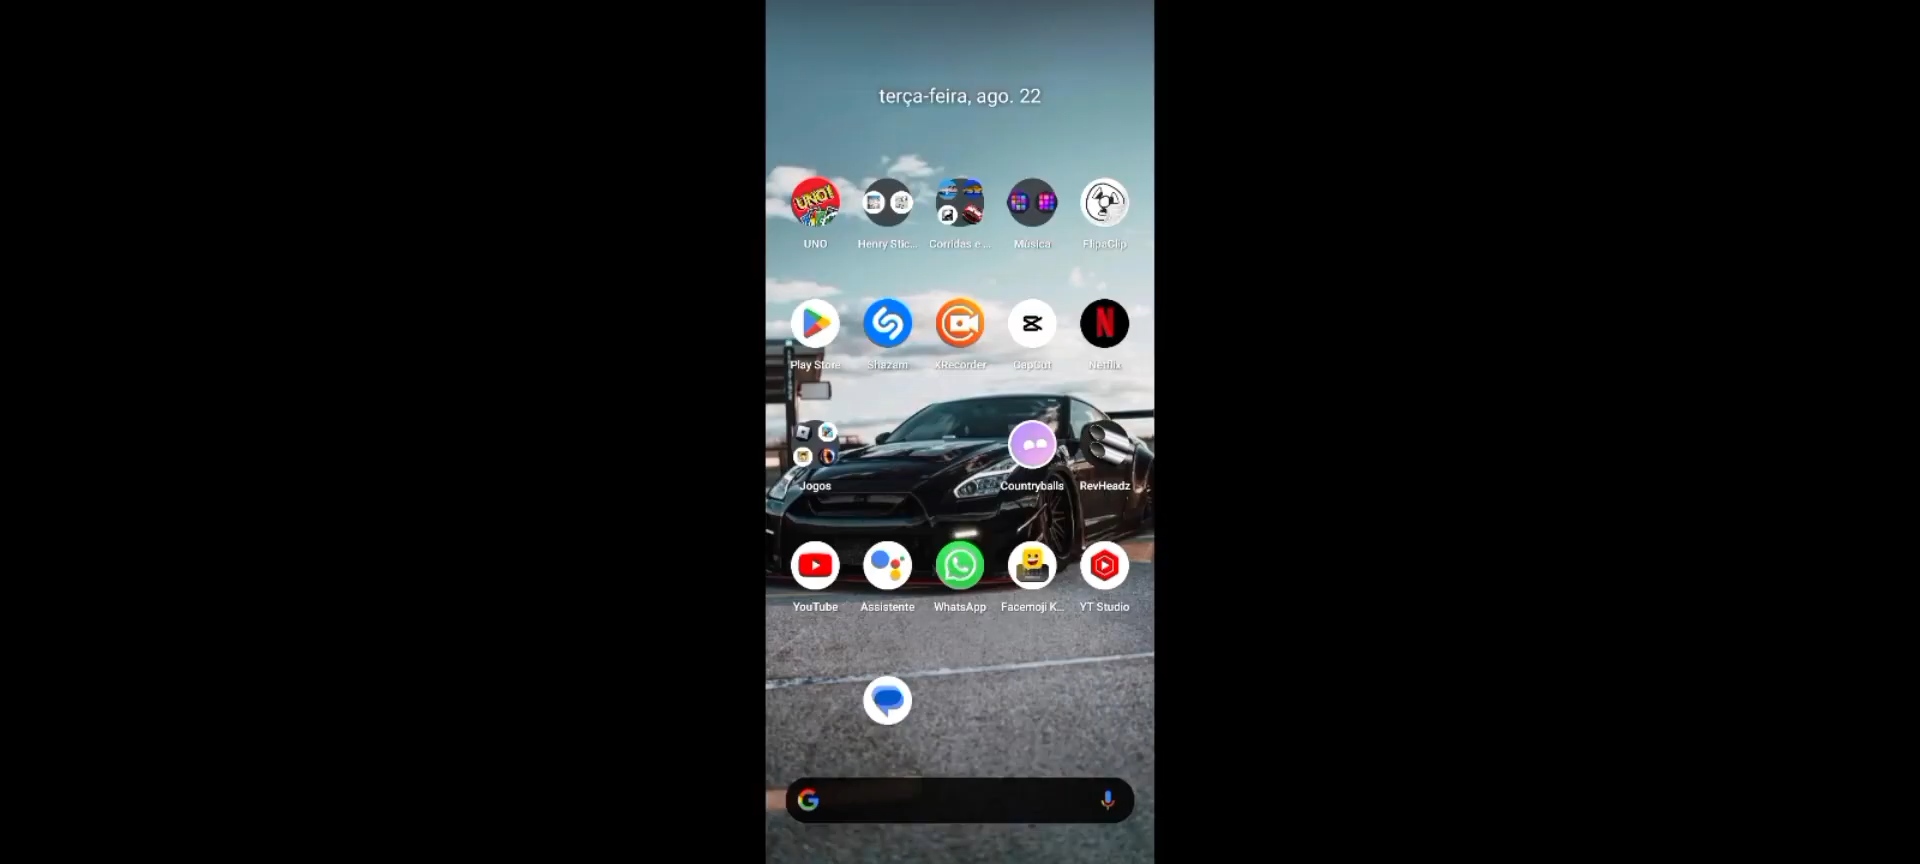 terça-feira, ago. 22
UNO!
UNO
Henry Stic...
Corridas e ...
Música
FlipaClip
Play Store
Shazam
XRecorder
CapCut
Netflix
Jogos
Countryballs
RevHeadz
YouTube
Assistente
WhatsApp
Facemoji K...
YT Studio